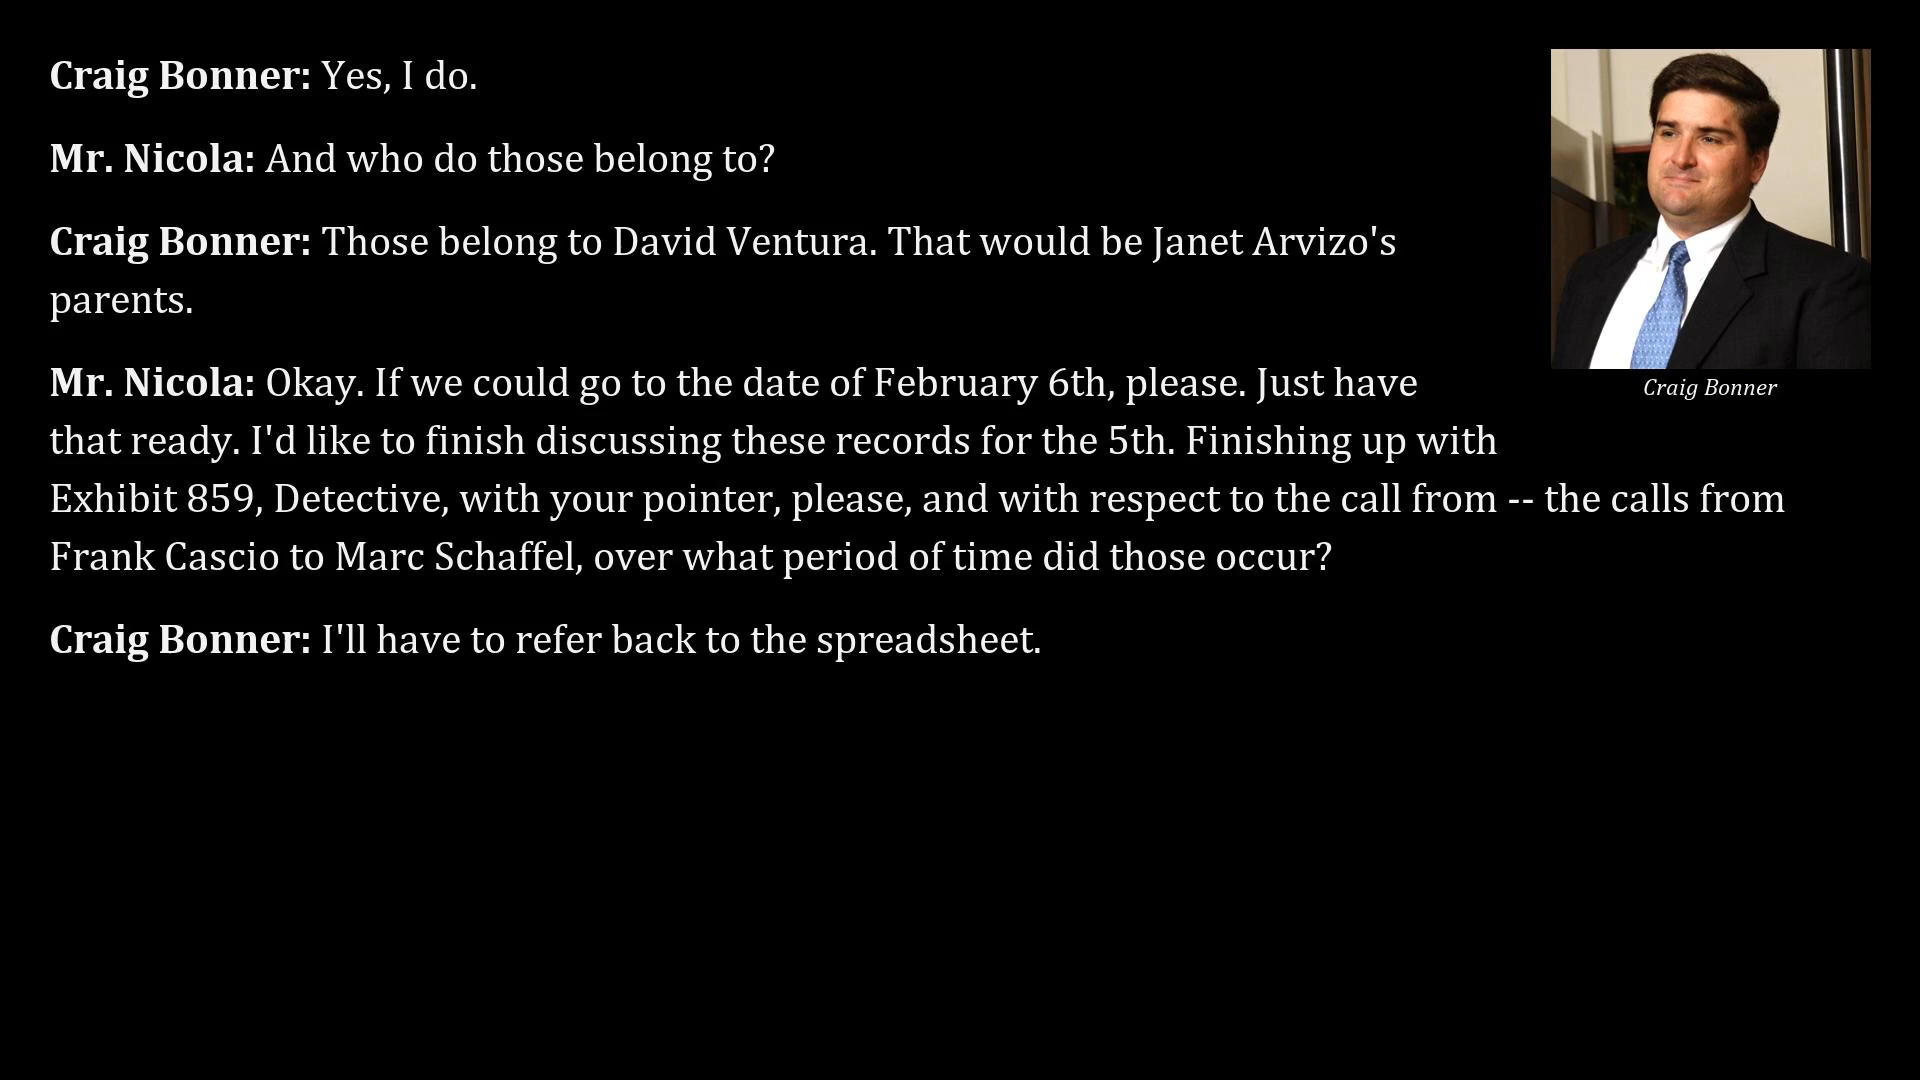 Craig Bonner: Yes, I do.
Mr. Nicola: And who do those belong to?
Craig Bonner: Those belong to David Ventura. That would be Janet Arvizo's
parents.
Mr. Nicola: Okay. If we could go to the date of February 6th, please. Just have
that ready. I'd like to finish discussing these records for the 5th. Finishing up with
Exhibit 859, Detective, with your pointer, please, and with respect to the call from -- the calls from
Frank Cascio to Marc Schaffel, over what period of time did those occur?
Craig Bonner: I'll have to refer back to the spreadsheet.
Craig Bonner